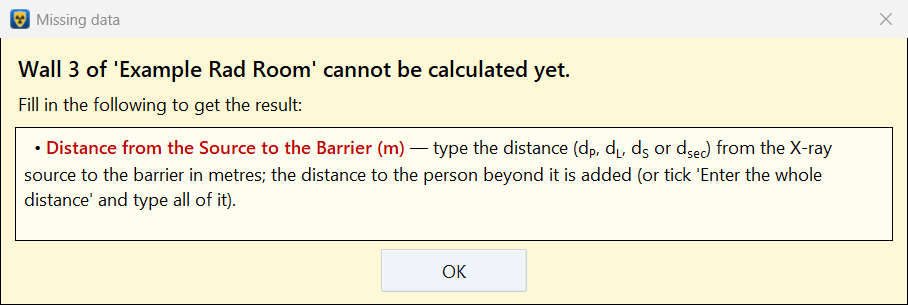 Missing data
Wall 3 of 'Example Rad Room' cannot be calculated yet.
Fill in the following to get the result:
• Distance from the Source to the Barrier (m) — type the distance (dP, dL, dS or dsec) from the X-ray
source to the barrier in metres; the distance to the person beyond it is added (or tick 'Enter the whole
distance' and type all of it).
OK